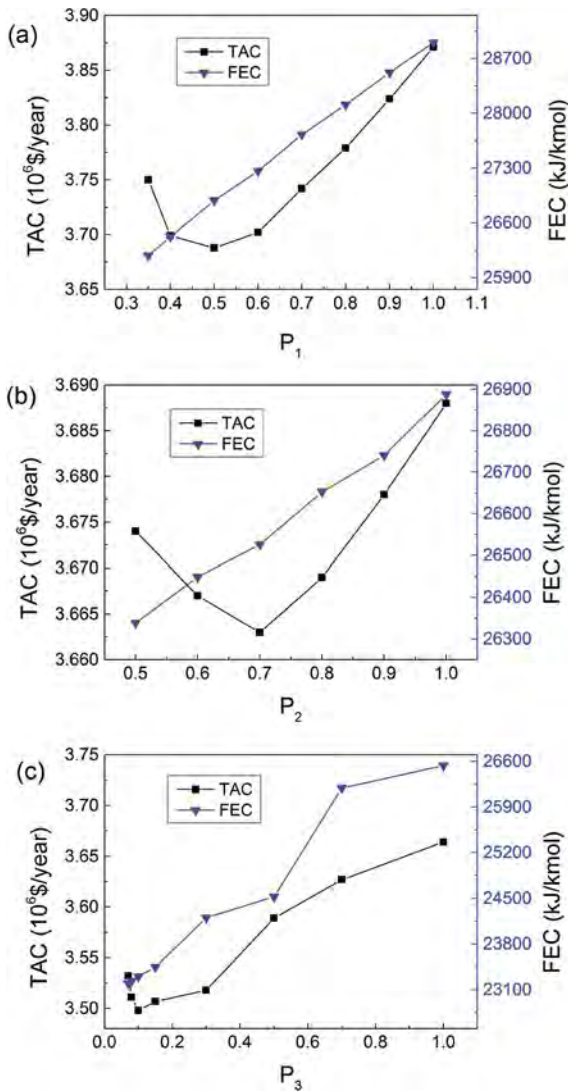 (a)
TAC
FEC
TAC (10⁶$/year)
3.90
3.85
3.80
3.75
3.70
3.65
28700
28000
27300
26600
25900
FEC (kJ/kmol)
0.3 0.4 0.5 0.6 0.7 0.8 0.9 1.0 1.1
P₁
(b)
TAC
FEC
TAC (10⁶$/year)
3.690
3.685
3.680
3.675
3.670
3.665
3.660
26900
26800
26700
26600
26500
26400
26300
FEC (kJ/kmol)
0.5 0.6 0.7 0.8 0.9 1.0
P₂
(c)
TAC
FEC
TAC (10⁶$/year)
3.75
3.70
3.65
3.60
3.55
3.50
26600
25900
25200
24500
23800
23100
FEC (kJ/kmol)
0.0 0.2 0.4 0.6 0.8 1.0
P₃